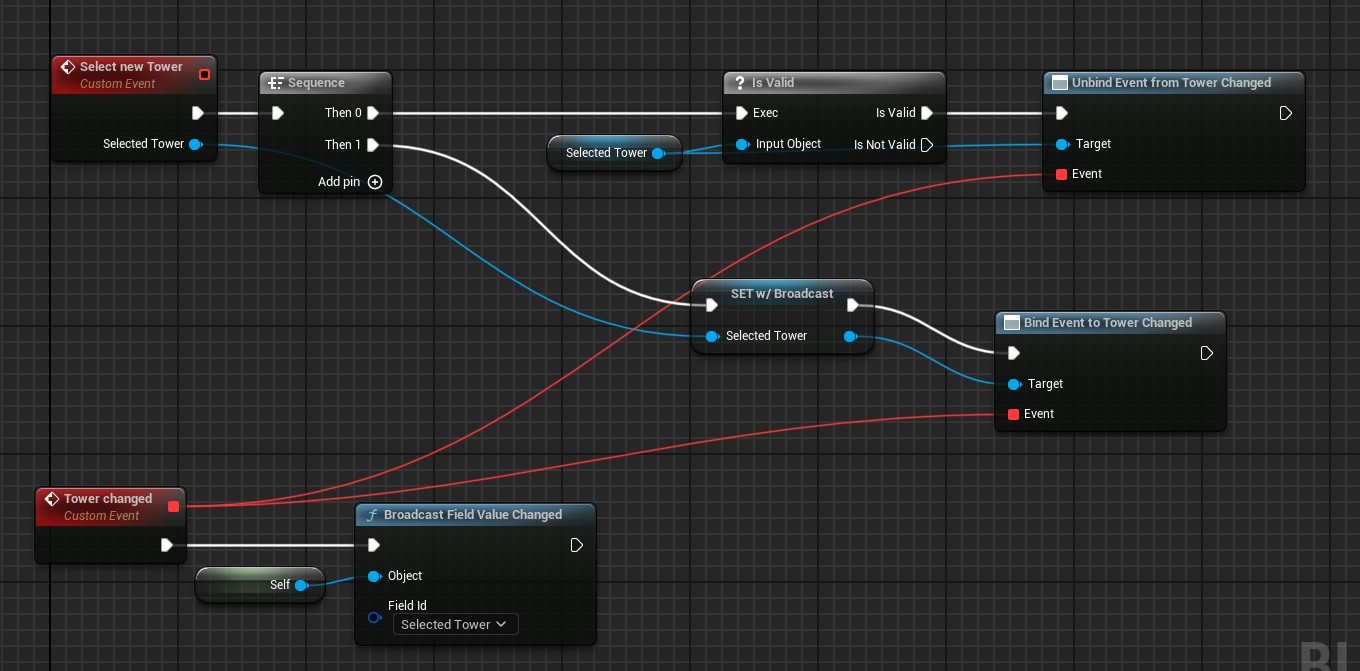 Select new Tower
Custom Event
Selected Tower
Sequence
Then 0
Then 1
Add pin
Selected Tower
? Is Valid
Exec
Is Valid
Input Object
Is Not Valid
Unbind Event from Tower Changed
Target
Event
SET w/ Broadcast
Selected Tower
Bind Event to Tower Changed
Target
Event
Tower changed
Custom Event
f Broadcast Field Value Changed
Self
Object
Field Id
Selected Tower